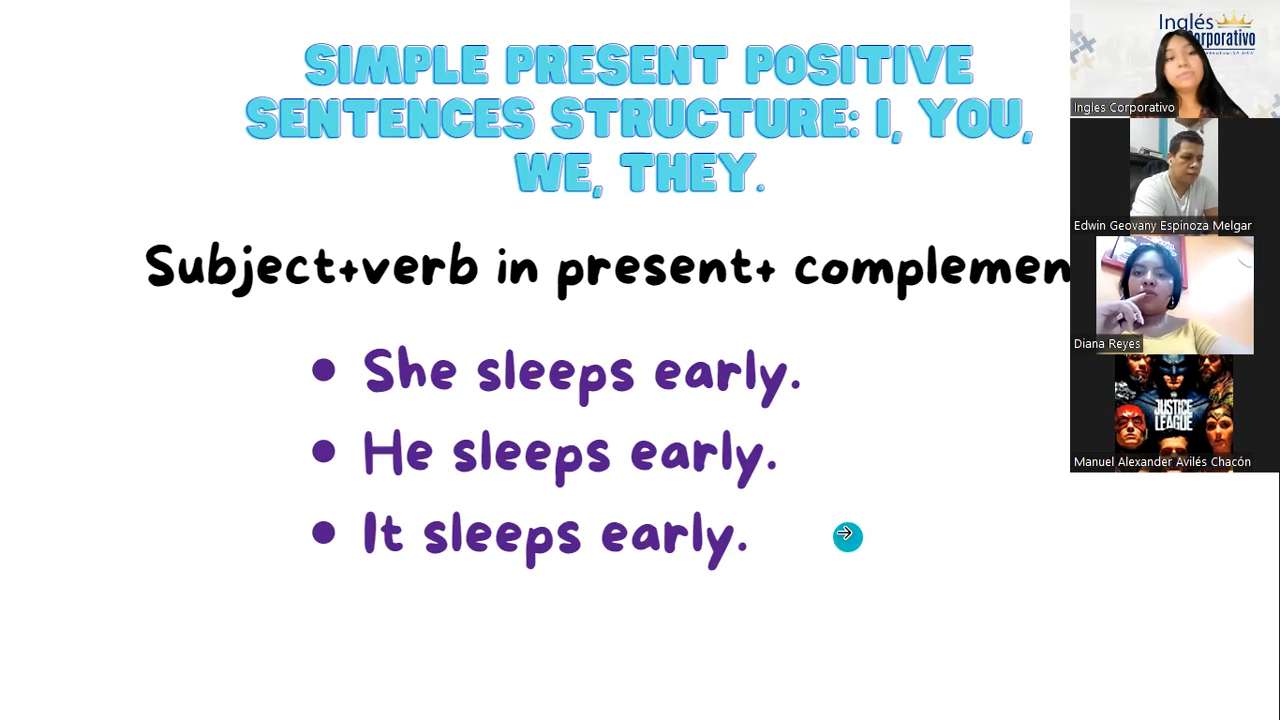 SIMPLE PRESENT POSITIVE
SENTENCES STRUCTURE: I, YOU,
WE, THEY.
Subject+verb in present+ complemen
• She sleeps early.
• He sleeps early.
• It sleeps early.
Inglés
Corporativo
Ingles Corporativo
Edwin Geovany Espinoza Melgar
Diana Reyes
JUSTICE
LEAGUE
Manuel Alexander Avilés Chacón